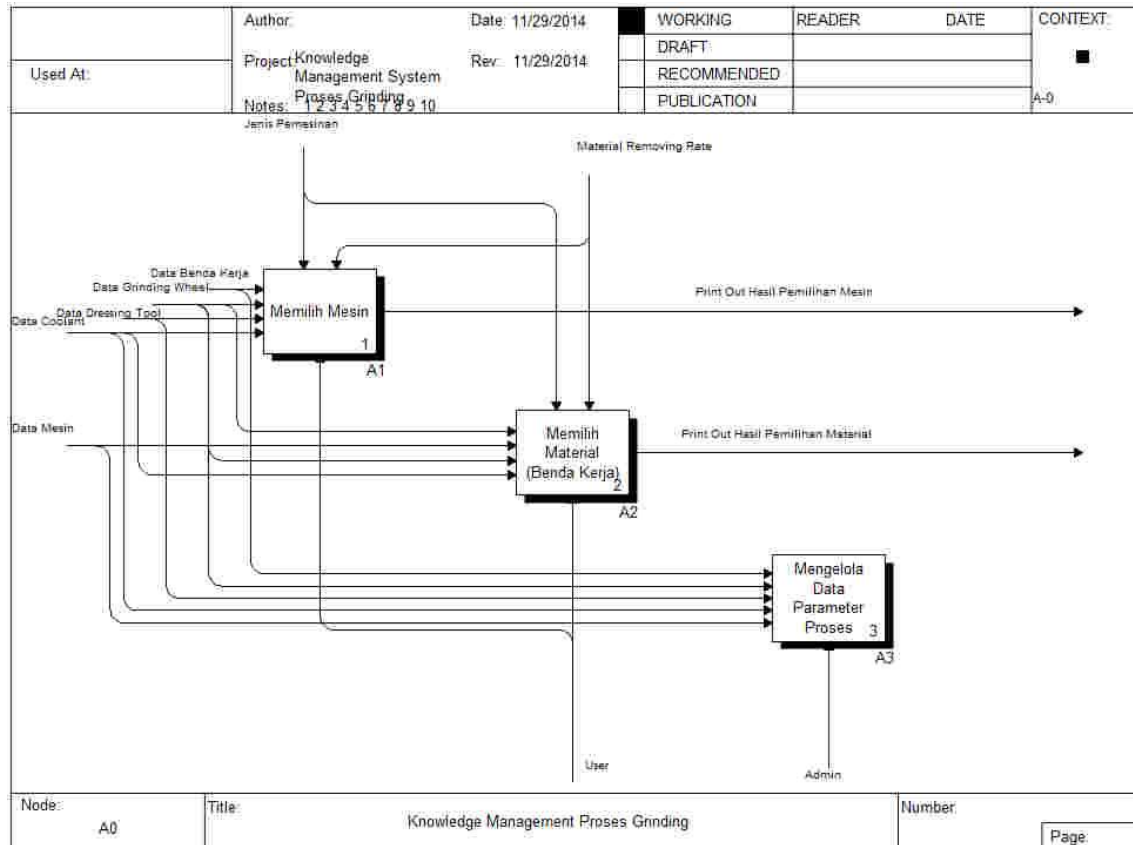 Used At:
Author:
Date: 11/29/2014
Project: Knowledge
Management System
Proses Grinding
Rev: 11/29/2014
Notes: 1 2 3 4 5 6 7 8 9 10
WORKING
DRAFT
RECOMMENDED
PUBLICATION
READER
DATE
CONTEXT:
A-0
Jenis Pemesinan
Material Removing Rate
Data Benda Kerja
Data Grinding Wheel
Data Dressing Tool
Data Coolant
Memilih Mesin
1
A1
Print Out Hasil Pemilihan Mesin
Data Mesin
Memilih
Material
(Benda Kerja)
2
A2
Print Out Hasil Pemilihan Material
Mengelola
Data
Parameter
Proses
3
A3
User
Admin
Node:
A0
Title:
Knowledge Management Proses Grinding
Number:
Page: